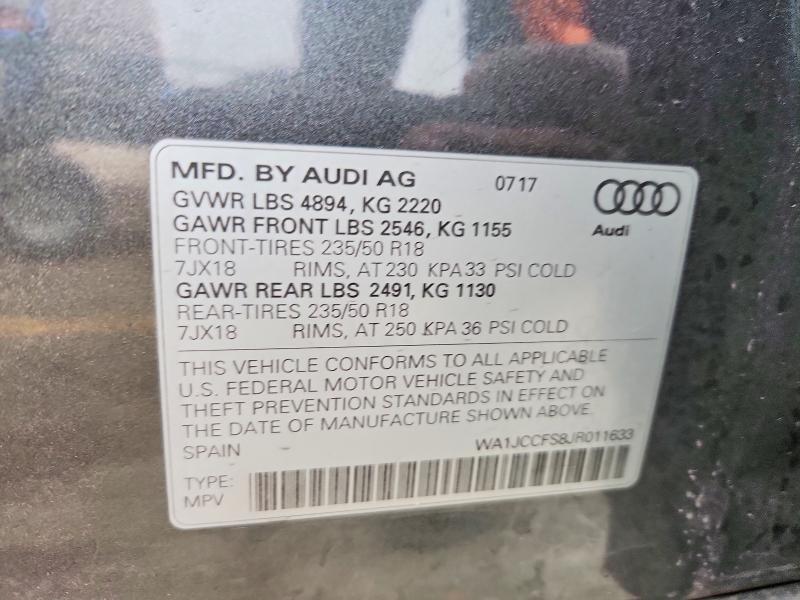 MFD. BY AUDI AG 0717
GVWR LBS 4894, KG 2220
GAWR FRONT LBS 2546, KG 1155
Audi
FRONT-TIRES 235/50 R18
7JX18 RIMS, AT 230 KPA 33 PSI COLD
GAWR REAR LBS 2491, KG 1130
REAR-TIRES 235/50 R18
7JX18 RIMS, AT 250 KPA 36 PSI COLD
THIS VEHICLE CONFORMS TO ALL APPLICABLE
U.S. FEDERAL MOTOR VEHICLE SAFETY AND
THEFT PREVENTION STANDARDS IN EFFECT ON
THE DATE OF MANUFACTURE SHOWN ABOVE.
SPAIN WA1JCCFS8JR011633
TYPE:
MPV